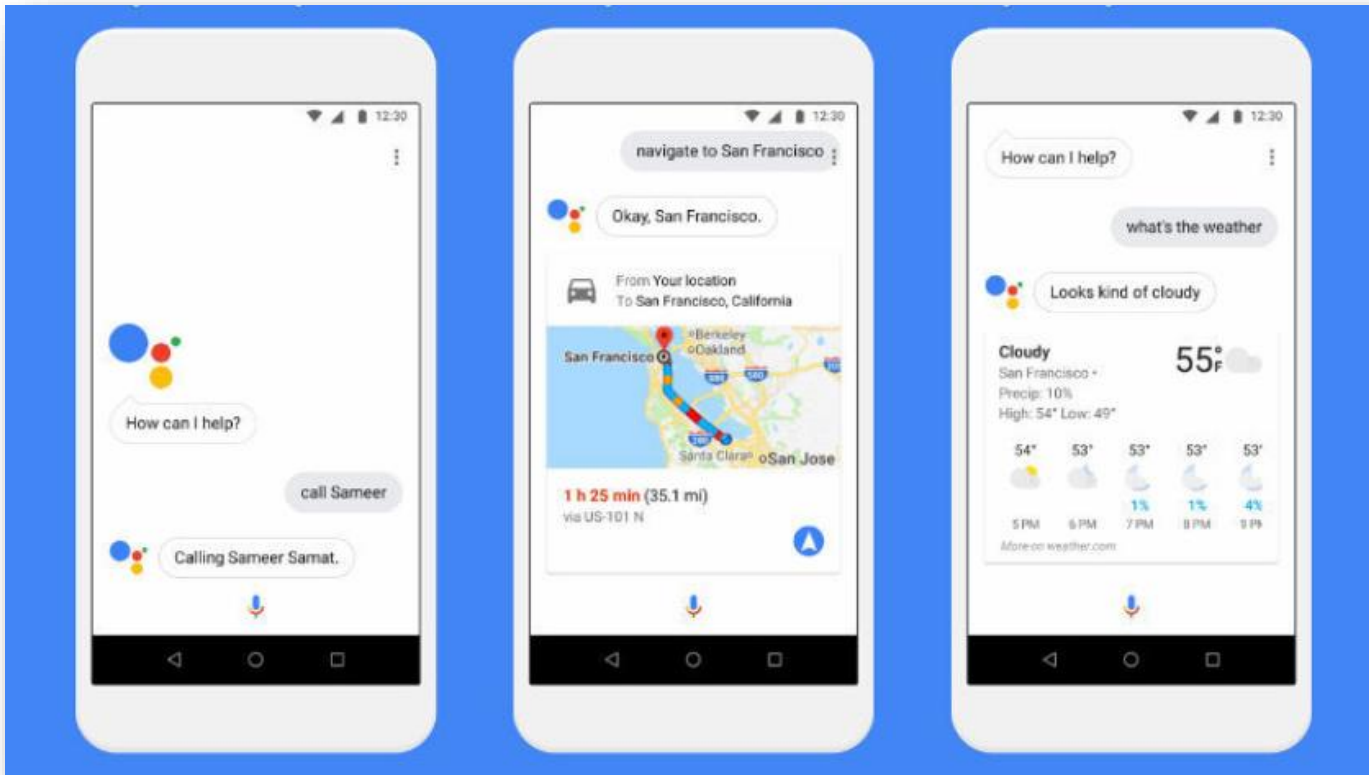 12:30
How can I help?
call Sameer
Calling Sameer Samat.
12:30
navigate to San Francisco
Okay, San Francisco.
From Your location
To San Francisco, California
Berkeley
Oakland
San Francisco
580
280
Santa Clara
San Jose
1 h 25 min (35.1 mi)
via US-101 N
12:30
How can I help?
what's the weather
Looks kind of cloudy
Cloudy
55°F
San Francisco •
Precip: 10%
High: 54° Low: 49°
54° 53° 53° 53° 53°
1% 1% 4%
5 PM 6 PM 7 PM 8 PM 9 PM
More on weather.com